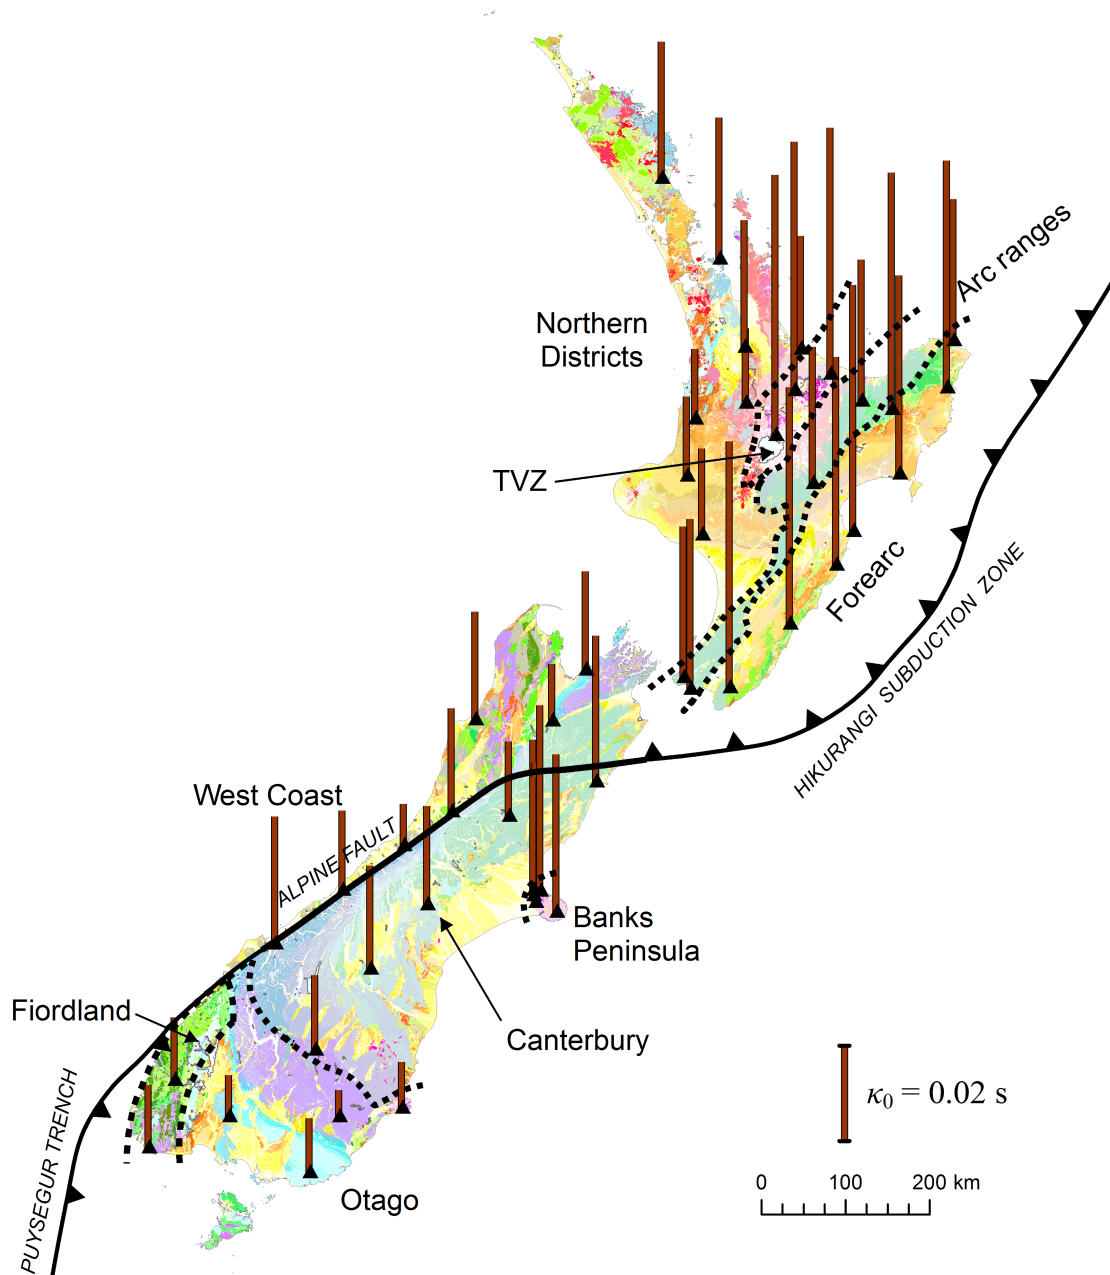 Arc ranges
Northern
Districts
TVZ
Forearc
HIKURANGI SUBDUCTION ZONE
West Coast
ALPINE FAULT
Banks
Peninsula
Fiordland
Canterbury
PUYSEGUR TRENCH
κ0 = 0.02 s
0 100 200 km
Otago